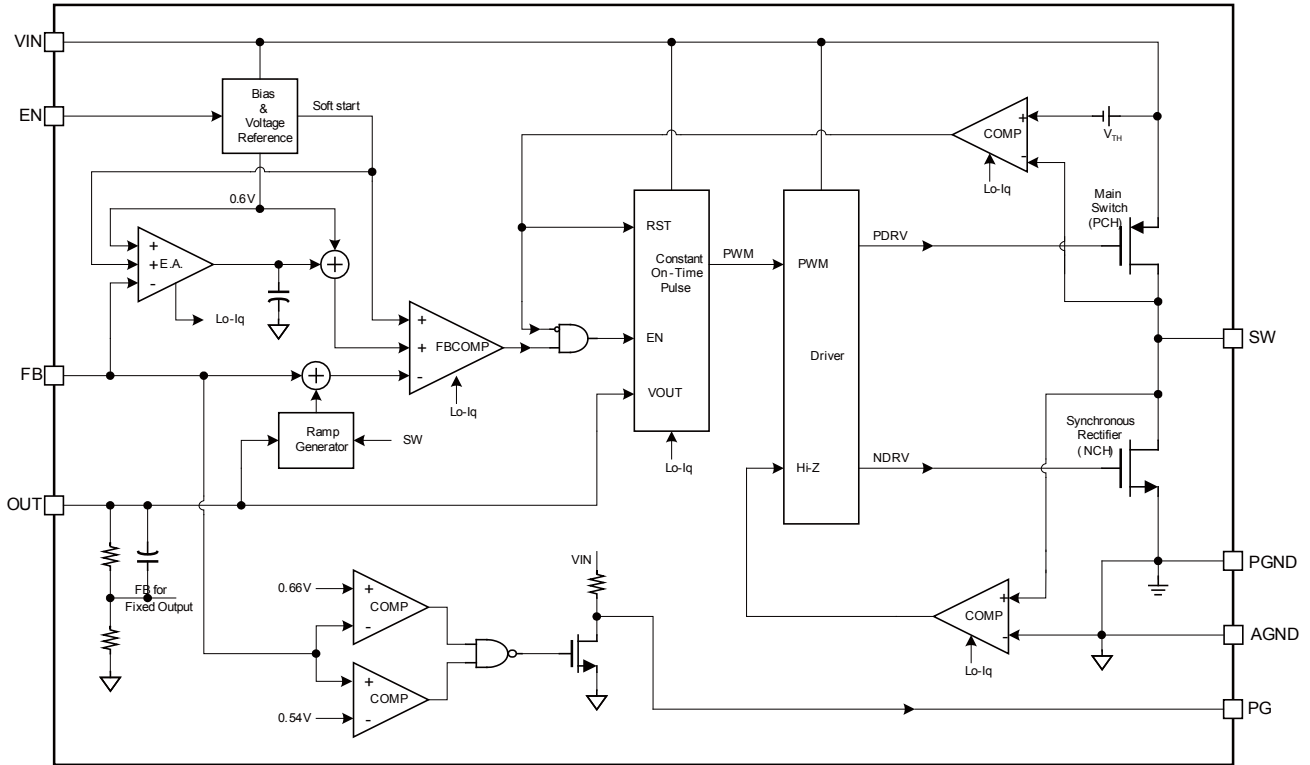 VIN
EN
Bias
&
Voltage
Reference
Soft start
0.6V
+
+
-
E.A.
Lo-Iq
+
+
+
-
FBCOMP
Lo-Iq
FB
+
Ramp
Generator
SW
OUT
FB for
Fixed Output
0.66V
+
-
COMP
+
-
COMP
0.54V
VIN
RST
Constant
On-Time
Pulse
EN
VOUT
Lo-Iq
PWM
PWM
Driver
Hi-Z
PDRV
NDRV
+
-
COMP
Lo-Iq
VTH
Main
Switch
(PCH)
SW
Synchronous
Rectifier
(NCH)
+
-
COMP
Lo-Iq
PGND
AGND
PG